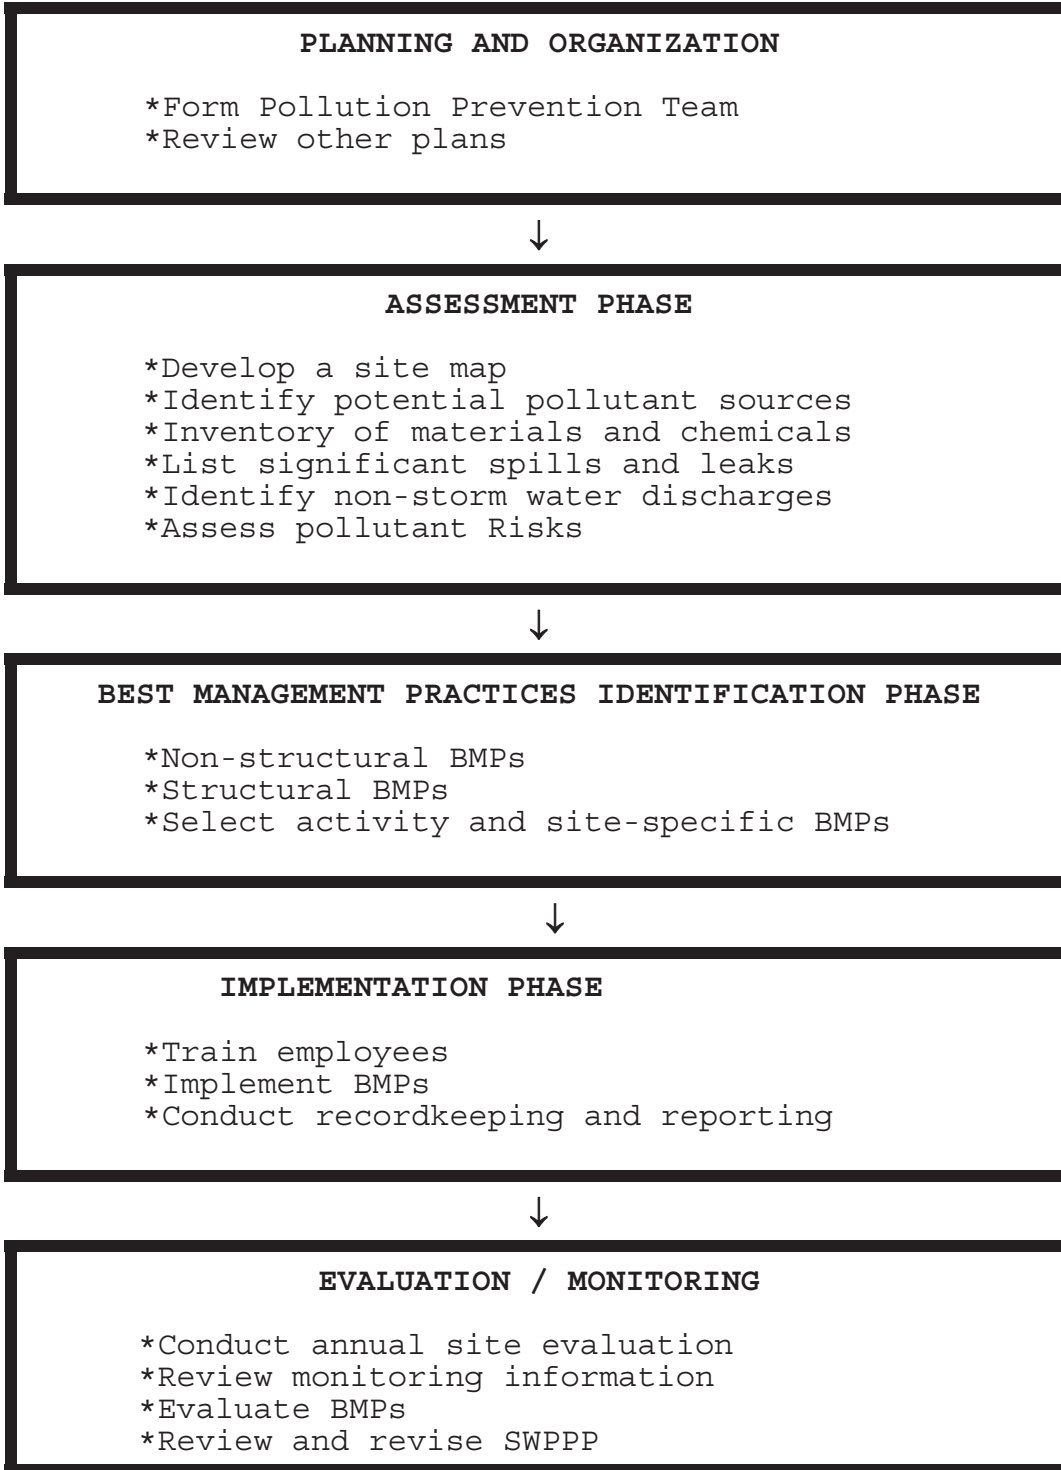 PLANNING AND ORGANIZATION
*Form Pollution Prevention Team
*Review other plans
↓
ASSESSMENT PHASE
*Develop a site map
*Identify potential pollutant sources
*Inventory of materials and chemicals
*List significant spills and leaks
*Identify non-storm water discharges
*Assess pollutant Risks
↓
BEST MANAGEMENT PRACTICES IDENTIFICATION PHASE
*Non-structural BMPs
*Structural BMPs
*Select activity and site-specific BMPs
↓
IMPLEMENTATION PHASE
*Train employees
*Implement BMPs
*Conduct recordkeeping and reporting
↓
EVALUATION / MONITORING
*Conduct annual site evaluation
*Review monitoring information
*Evaluate BMPs
*Review and revise SWPPP